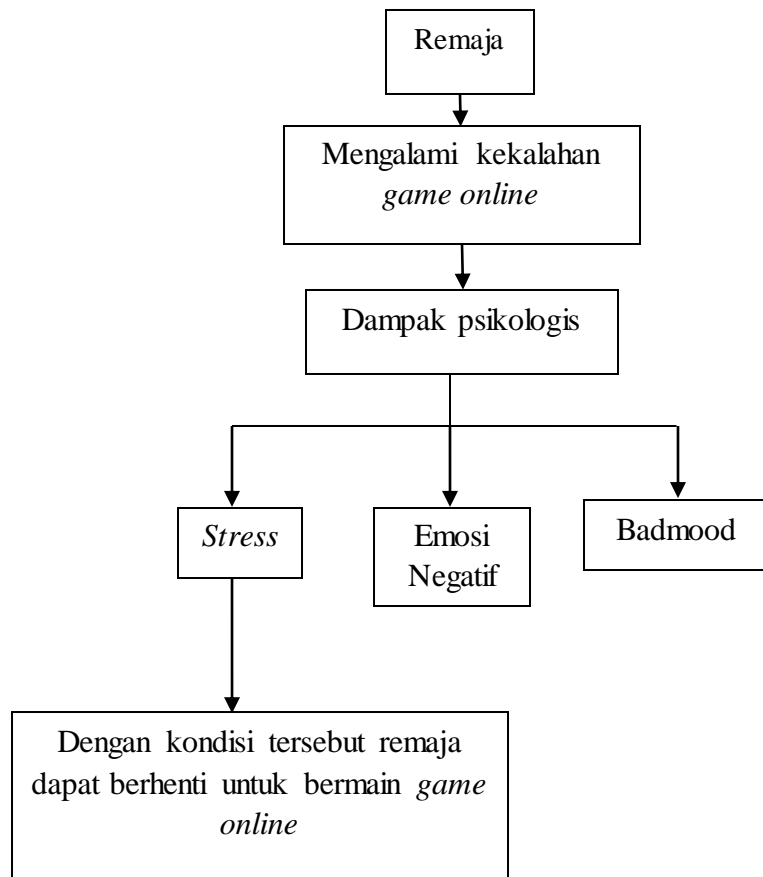 Remaja
Mengalami kekalahan
game online
Dampak psikologis
Stress
Emosi
Negatif
Badmood
Dengan kondisi tersebut remaja
dapat berhenti untuk bermain game
online